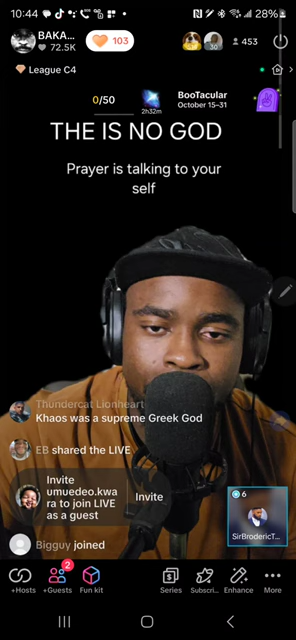 10:44
28%
BAKA...
72.5K
103
30
453
League C4
0/50
2h32m
BooTacular
October 15–31
THE IS NO GOD
Prayer is talking to your
self
Thundercat Lionheart
Khaos was a supreme Greek God
EB shared the LIVE
Invite
umuedeo.kwa
ra to join LIVE
as a guest
Invite
6
SirBrodericT...
Bigguy joined
2
+Hosts
+Guests
Fun kit
Series
Subscri...
Enhance
More